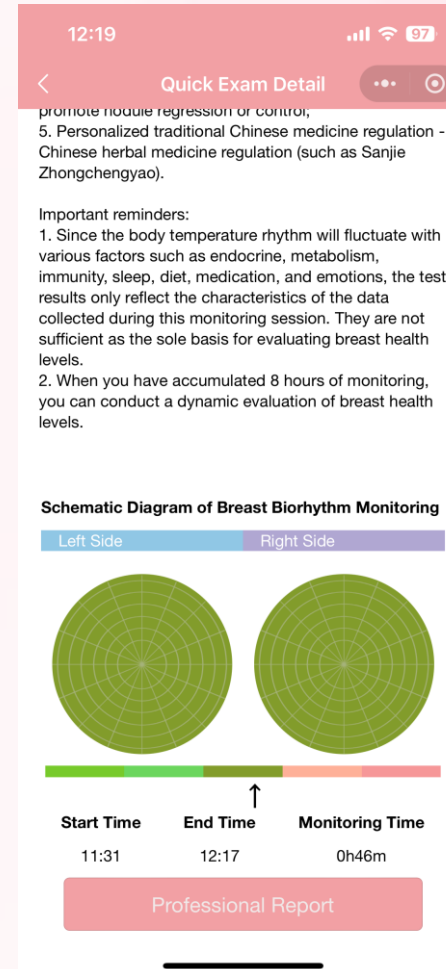 12:19
97
Quick Exam Detail
promote nodule regression or control;
5. Personalized traditional Chinese medicine regulation -
Chinese herbal medicine regulation (such as Sanjie
Zhongchengyao).
Important reminders:
1. Since the body temperature rhythm will fluctuate with
various factors such as endocrine, metabolism,
immunity, sleep, diet, medication, and emotions, the test
results only reflect the characteristics of the data
collected during this monitoring session. They are not
sufficient as the sole basis for evaluating breast health
levels.
2. When you have accumulated 8 hours of monitoring,
you can conduct a dynamic evaluation of breast health
levels.
Schematic Diagram of Breast Biorhythm Monitoring
Left Side Right Side
Start Time End Time Monitoring Time
11:31 12:17 0h46m
Professional Report